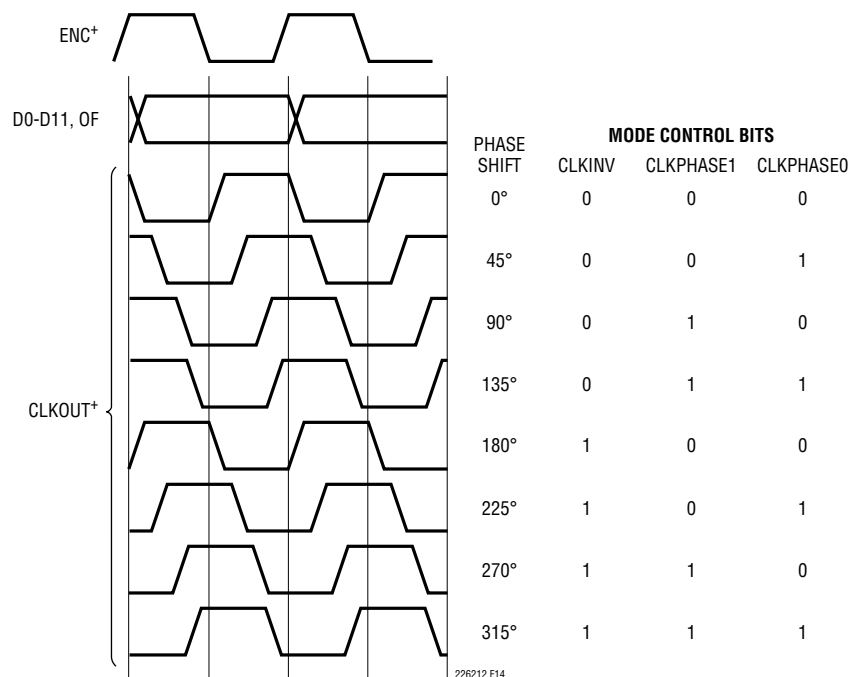 ENC+
D0-D11, OF
PHASE SHIFT
MODE CONTROL BITS
CLKINV CLKPHASE1 CLKPHASE0
0° 0 0 0
45° 0 0 1
90° 0 1 0
135° 0 1 1
CLKOUT+
180° 1 0 0
225° 1 0 1
270° 1 1 0
315° 1 1 1
226212 F14